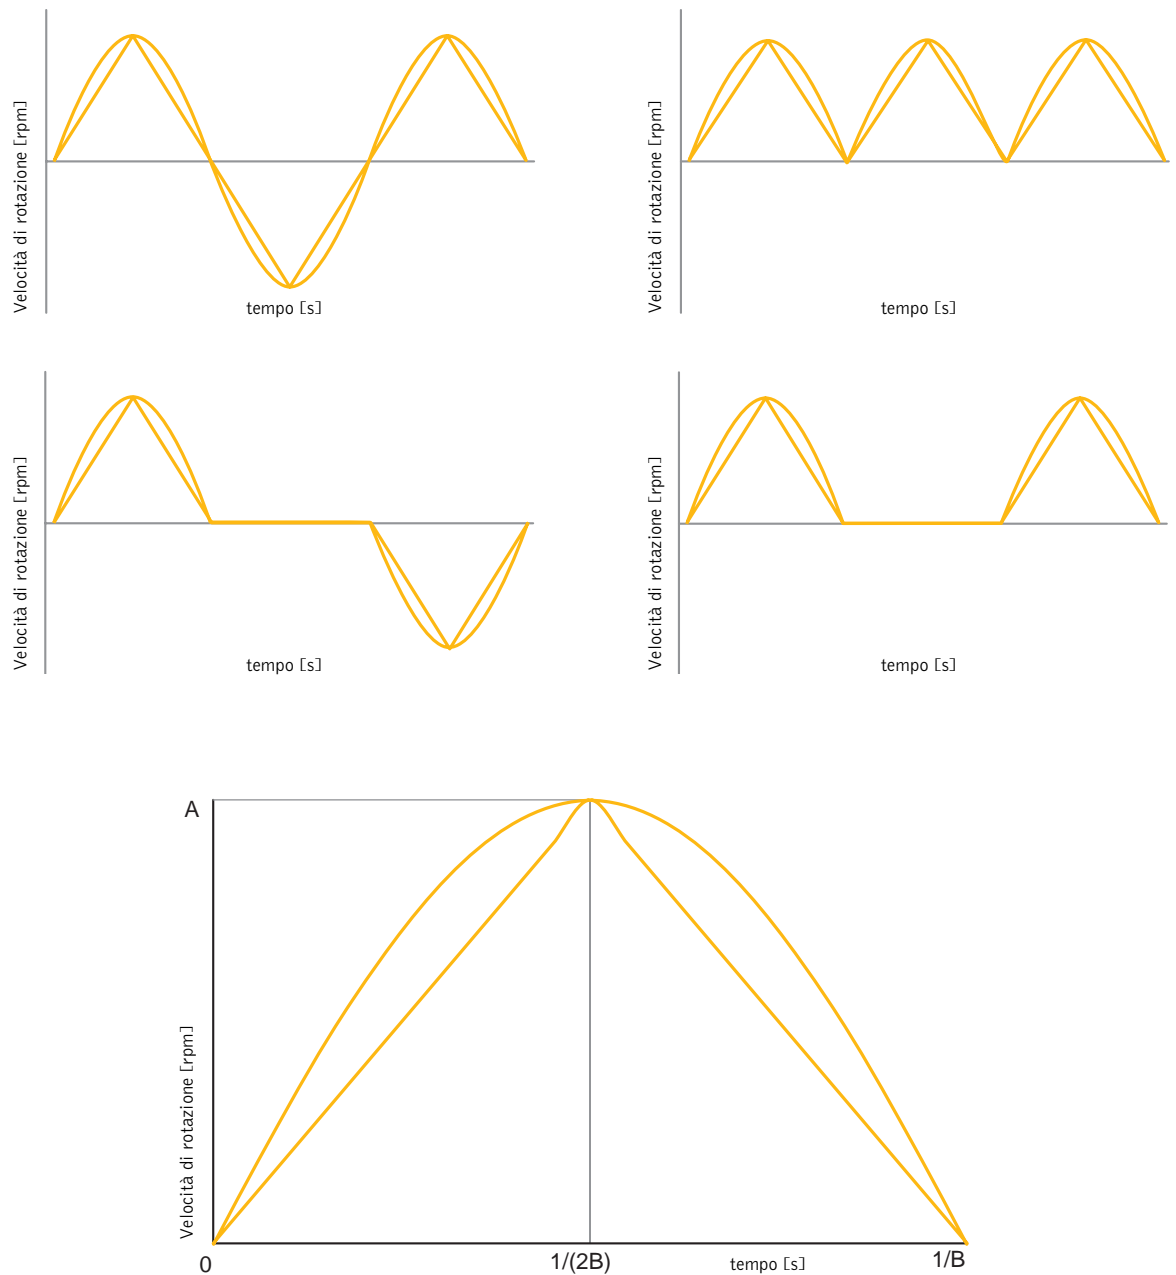 Velocità di rotazione [rpm]
tempo [s]
Velocità di rotazione [rpm]
tempo [s]
Velocità di rotazione [rpm]
tempo [s]
Velocità di rotazione [rpm]
tempo [s]
A
Velocità di rotazione [rpm]
0
1/(2B)
tempo [s]
1/B